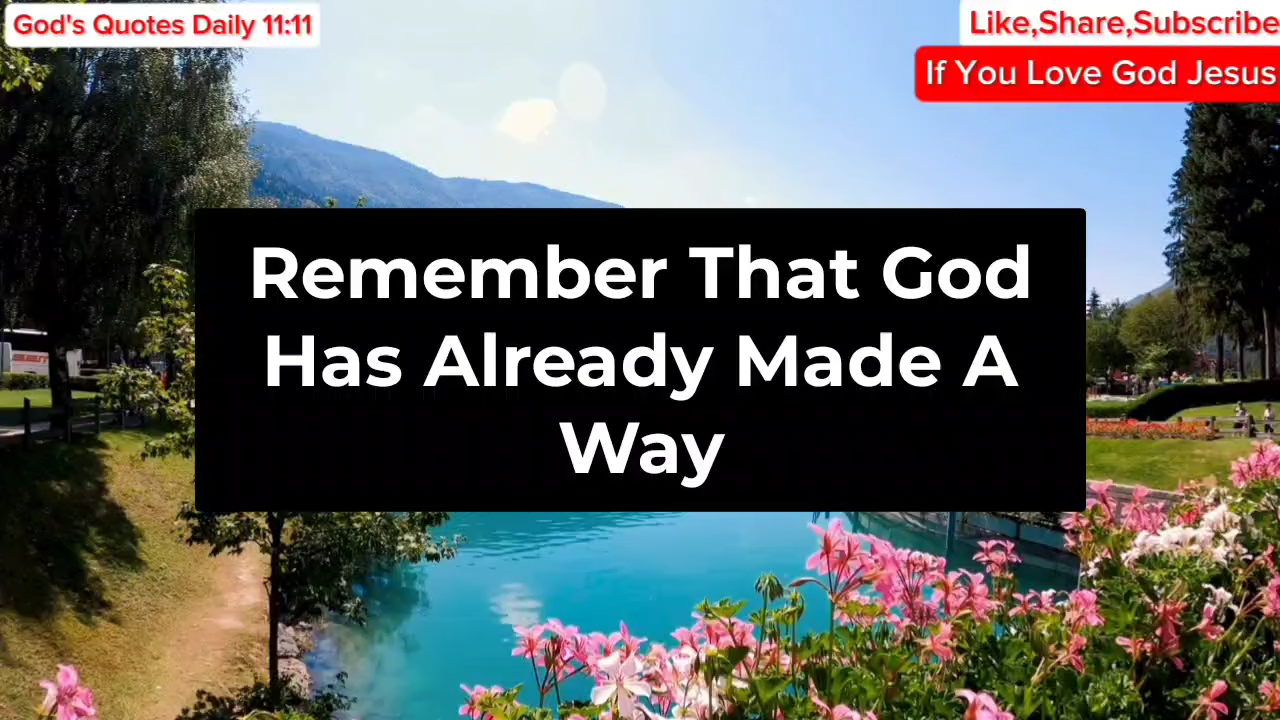 God's Quotes Daily 11:11
Like,Share,Subscribe
If You Love God Jesus
Remember That God
Has Already Made A
Way